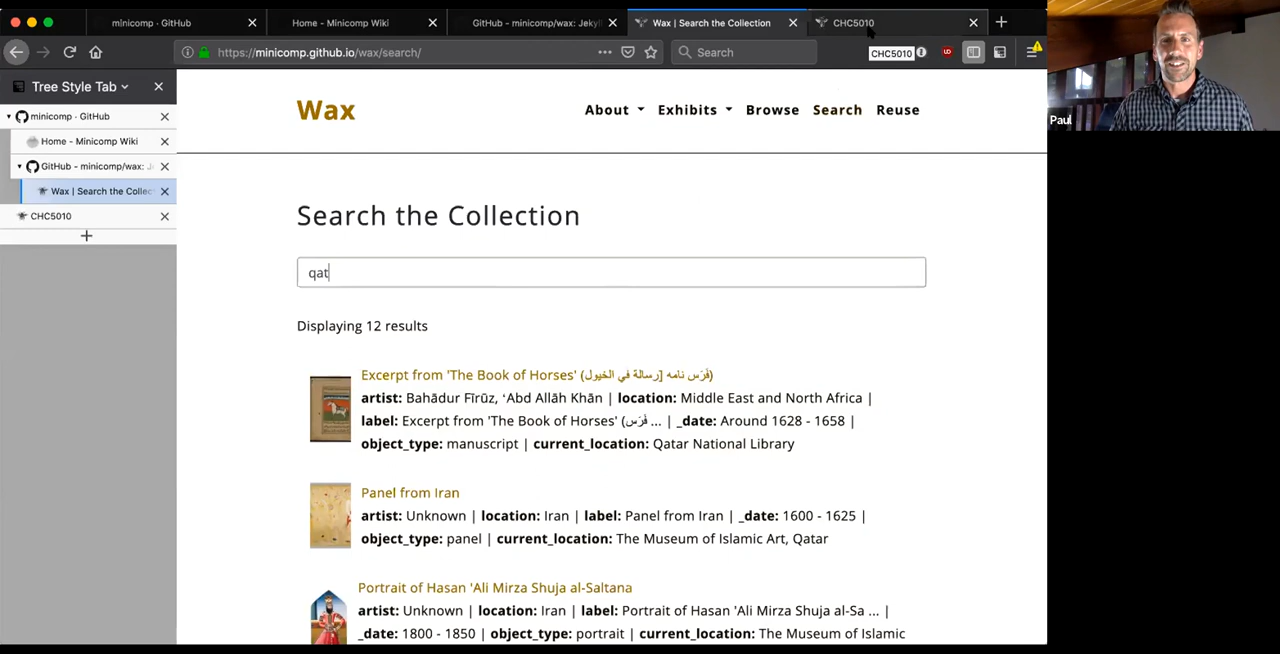 minicomp · GitHub
Home - Minicomp Wiki
GitHub - minicomp/wax: Jekyl
Wax | Search the Collection
CHC5010
https://minicomp.github.io/wax/search/
Search
CHC5010
Tree Style Tab
minicomp · GitHub
Home - Minicomp Wiki
GitHub - minicomp/wax: J
Wax | Search the Collec
CHC5010
Paul
Wax
About Exhibits Browse Search Reuse
Search the Collection
qat
Displaying 12 results
Excerpt from 'The Book of Horses' (فَرَس نامه [رسالة في الخيول)
artist: Bahādur Fīrūz, ʻAbd Allāh Khān | location: Middle East and North Africa |
label: Excerpt from 'The Book of Horses' (فَرَس ... | _date: Around 1628 - 1658 |
object_type: manuscript | current_location: Qatar National Library
Panel from Iran
artist: Unknown | location: Iran | label: Panel from Iran | _date: 1600 - 1625 |
object_type: panel | current_location: The Museum of Islamic Art, Qatar
Portrait of Hasan 'Ali Mirza Shuja al-Saltana
artist: Unknown | location: Iran | label: Portrait of Hasan 'Ali Mirza Shuja al-Sa ... |
_date: 1800 - 1850 | object_type: portrait | current_location: The Museum of Islamic